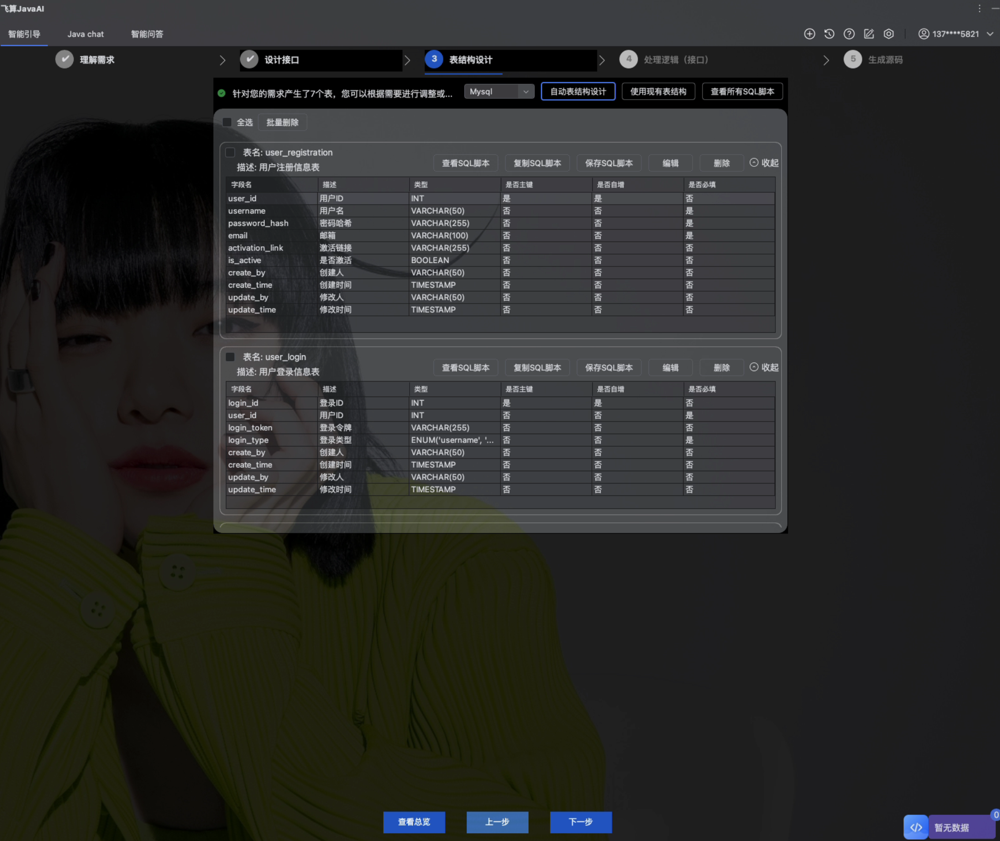 飞算JavaAI
智能引导 Java chat 智能问答 137****5821
理解需求 设计接口 3 表结构设计 4 处理逻辑（接口） 5 生成源码
针对您的需求产生了7个表，您可以根据需要进行调整或... Mysql 自动表结构设计 使用现有表结构 查看所有SQL脚本
全选 批量删除
表名: user_registration
描述: 用户注册信息表 查看SQL脚本 复制SQL脚本 保存SQL脚本 编辑 删除 收起
字段名 描述 类型 是否主键 是否自增 是否必填
user_id 用户ID INT 是 是 否
username 用户名 VARCHAR(50) 否 否 是
password_hash 密码哈希 VARCHAR(255) 否 否 是
email 邮箱 VARCHAR(100) 否 否 是
activation_link 激活链接 VARCHAR(255) 否 否 否
is_active 是否激活 BOOLEAN 否 否 否
create_by 创建人 VARCHAR(50) 否 否 否
create_time 创建时间 TIMESTAMP 否 否 否
update_by 修改人 VARCHAR(50) 否 否 否
update_time 修改时间 TIMESTAMP 否 否 否
表名: user_login
描述: 用户登录信息表 查看SQL脚本 复制SQL脚本 保存SQL脚本 编辑 删除 收起
字段名 描述 类型 是否主键 是否自增 是否必填
login_id 登录ID INT 是 是 否
user_id 用户ID INT 否 否 是
login_token 登录令牌 VARCHAR(255) 否 否 否
login_type 登录类型 ENUM('username', '... 否 否 是
create_by 创建人 VARCHAR(50) 否 否 否
create_time 创建时间 TIMESTAMP 否 否 否
update_by 修改人 VARCHAR(50) 否 否 否
update_time 修改时间 TIMESTAMP 否 否 否
查看总览 上一步 下一步
0
</> 暂无数据